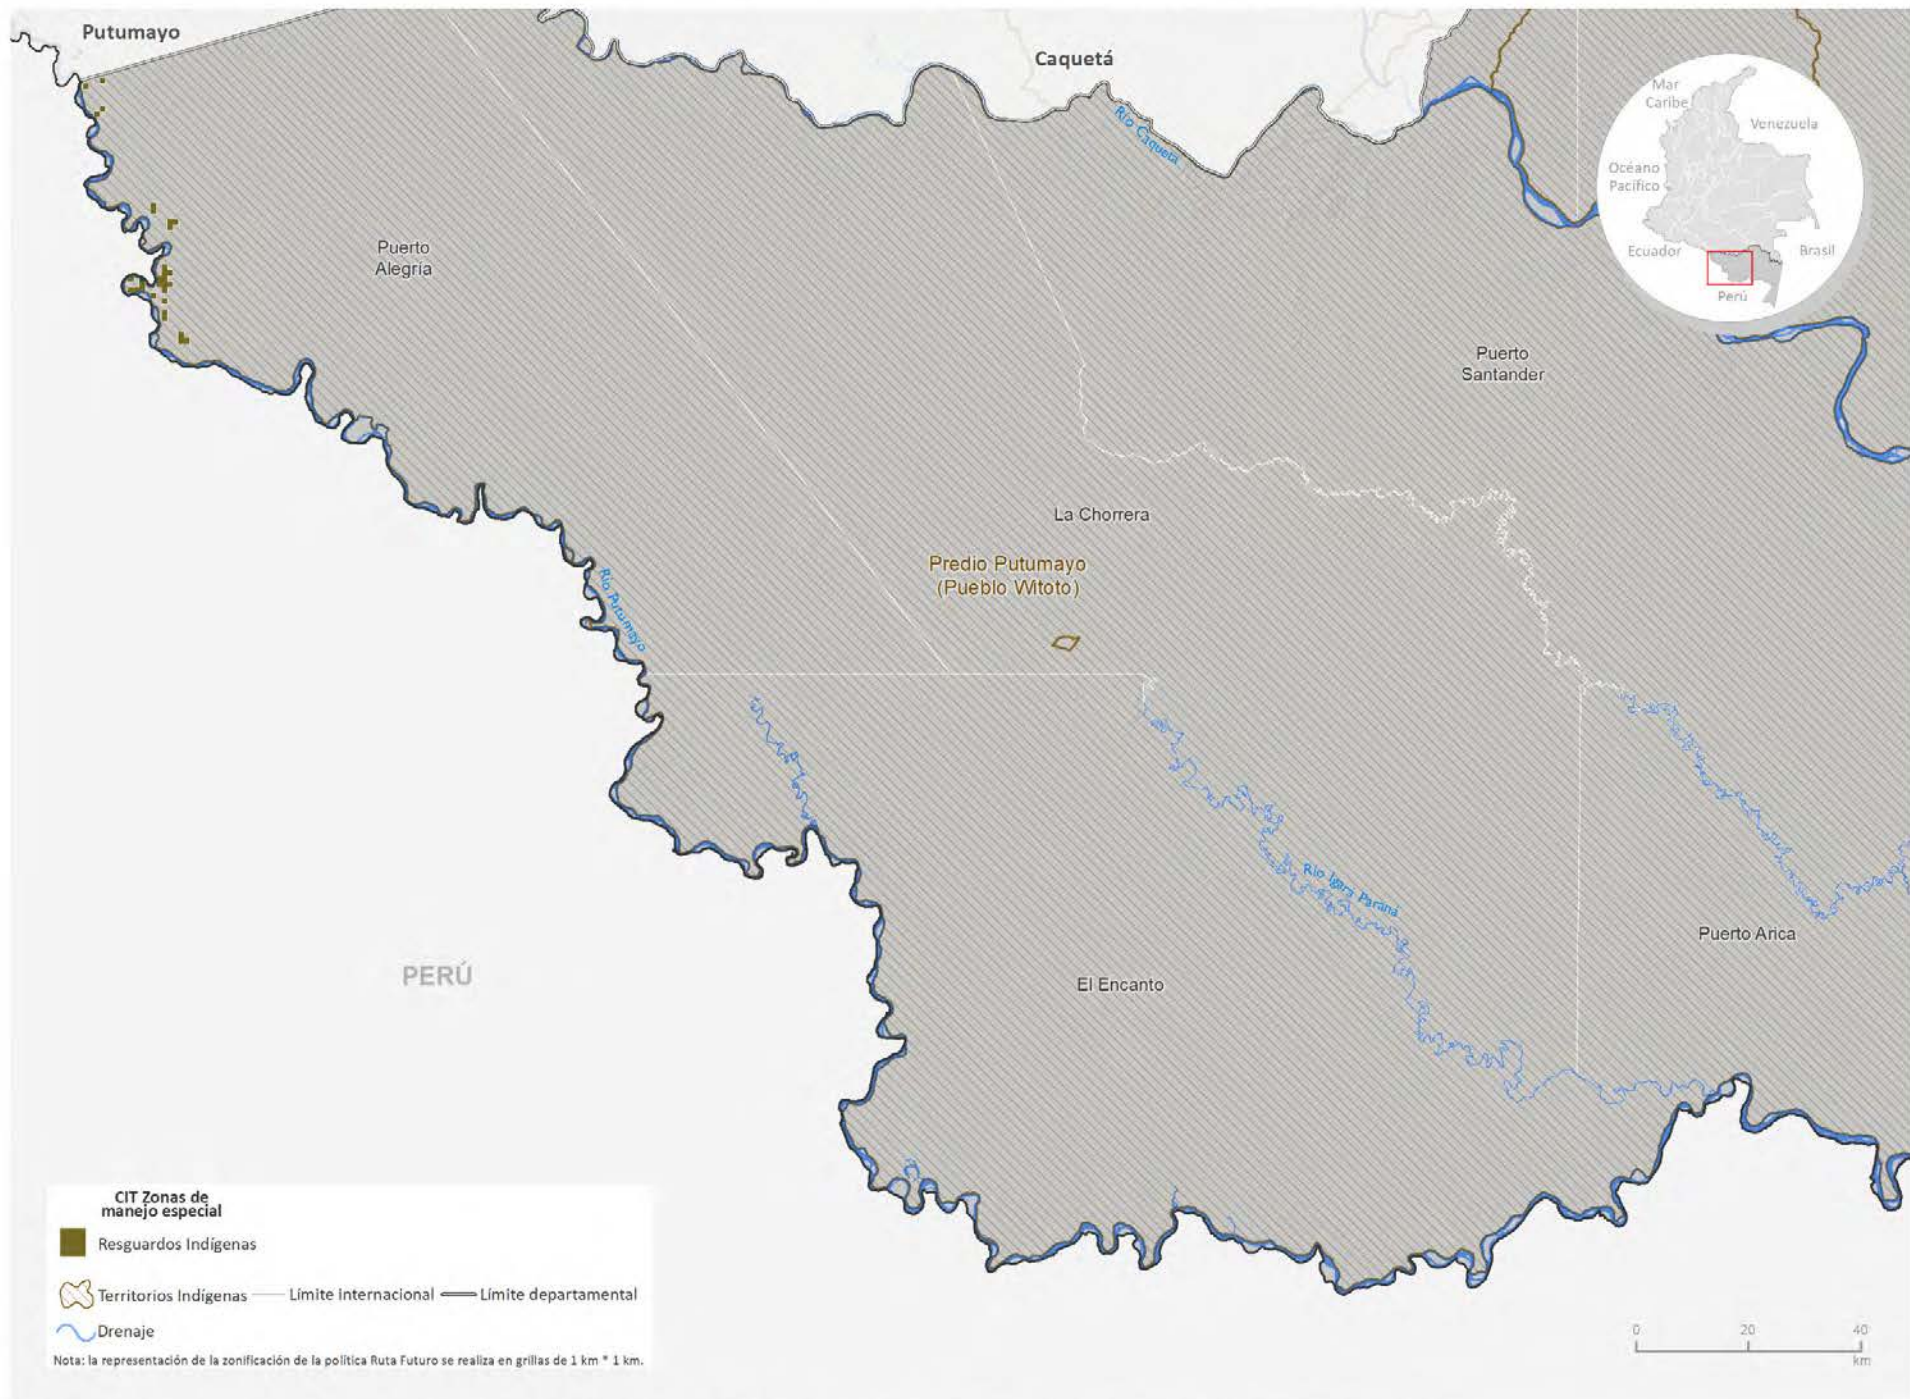 Putumayo
Caquetá
Mar
Caribe
Venezuela
Océano
Pacífico
Ecuador
Brasil
Perú
Río Caquetá
Puerto
Alegría
Puerto
Santander
La Chorrera
Predio Putumayo
(Pueblo Witoto)
Río Putumayo
Río Igará Paraná
Puerto Arica
PERÚ
El Encanto
CIT Zonas de
manejo especial
Resguardos Indígenas
Territorios Indígenas
Límite internacional
Límite departamental
Drenaje
Nota: la representación de la zonificación de la política Ruta Futuro se realiza en grillas de 1 km * 1 km.
0 20 40
km